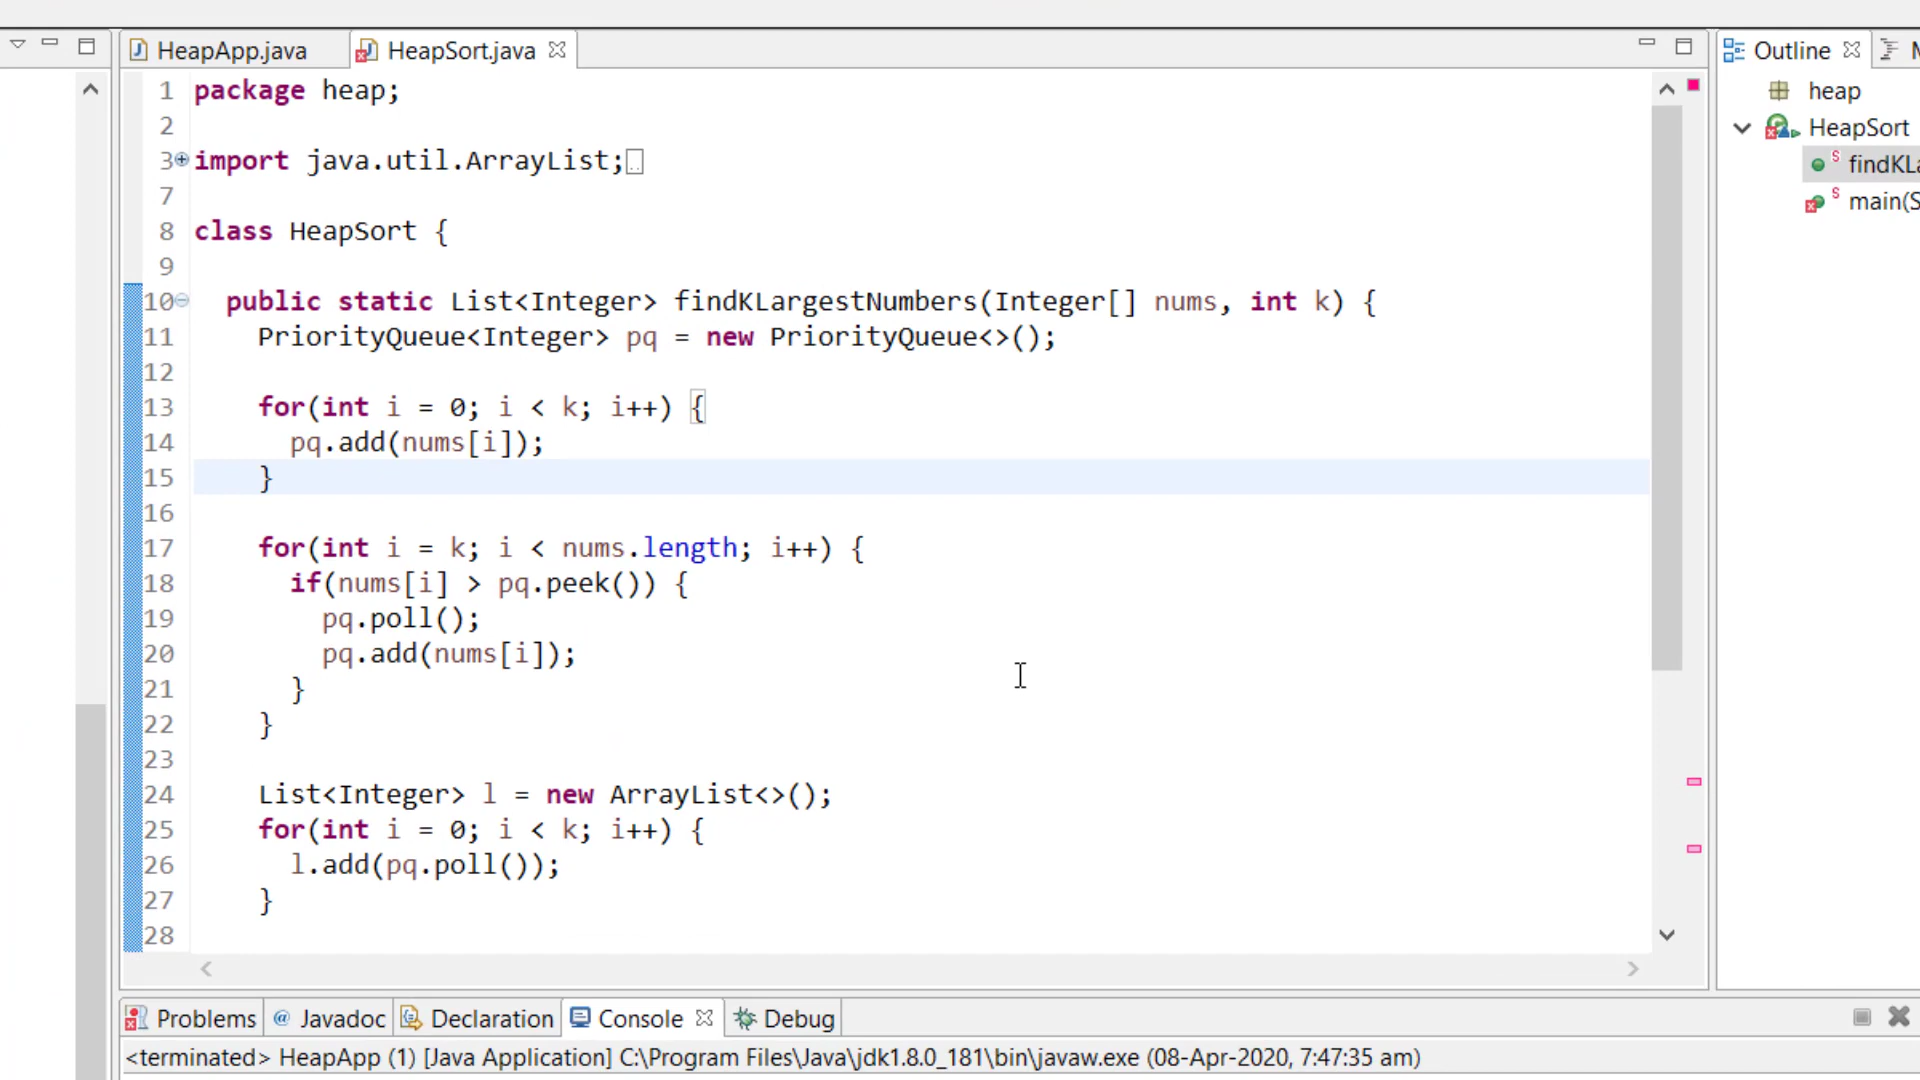 HeapApp.java
HeapSort.java
Outline
1 package heap;
heap
2
HeapSort
3 import java.util.ArrayList;
findKLa
7
main(S
8 class HeapSort {
9
10 public static List<Integer> findKLargestNumbers(Integer[] nums, int k) {
11 PriorityQueue<Integer> pq = new PriorityQueue<>();
12
13 for(int i = 0; i < k; i++) {
14 pq.add(nums[i]);
15 }
16
17 for(int i = k; i < nums.length; i++) {
18 if(nums[i] > pq.peek()) {
19 pq.poll();
20 pq.add(nums[i]);
21 }
22 }
23
24 List<Integer> l = new ArrayList<>();
25 for(int i = 0; i < k; i++) {
26 l.add(pq.poll());
27 }
28
Problems @ Javadoc Declaration Console Debug
<terminated> HeapApp (1) [Java Application] C:\Program Files\Java\jdk1.8.0_181\bin\javaw.exe (08-Apr-2020, 7:47:35 am)